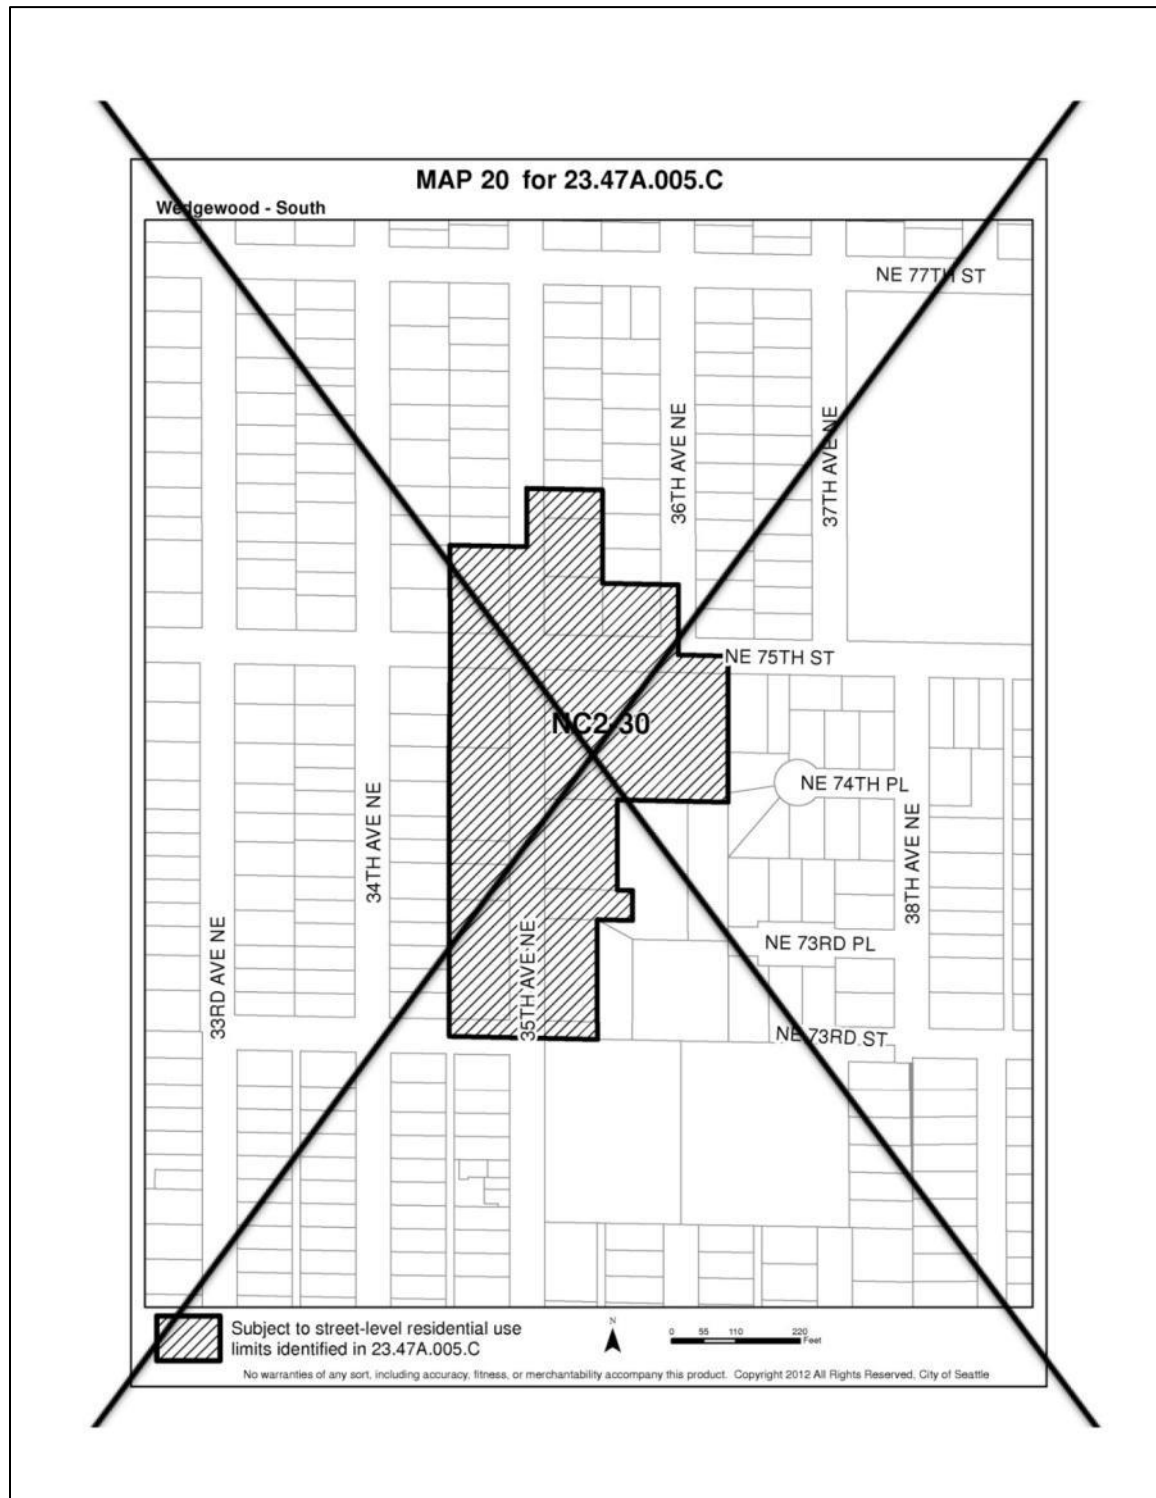 MAP 20 for 23.47A.005.C
Wedgewood - South
NE 77TH ST
36TH AVE NE
37TH AVE NE
NE 75TH ST
NC2-30
NE 74TH PL
34TH AVE NE
38TH AVE NE
33RD AVE NE
35TH AVE NE
NE 73RD PL
NE 73RD ST
Subject to street-level residential use
limits identified in 23.47A.005.C
N
0 55 110 220
Feet
No warranties of any sort, including accuracy, fitness, or merchantability accompany this product. Copyright 2012 All Rights Reserved, City of Seattle